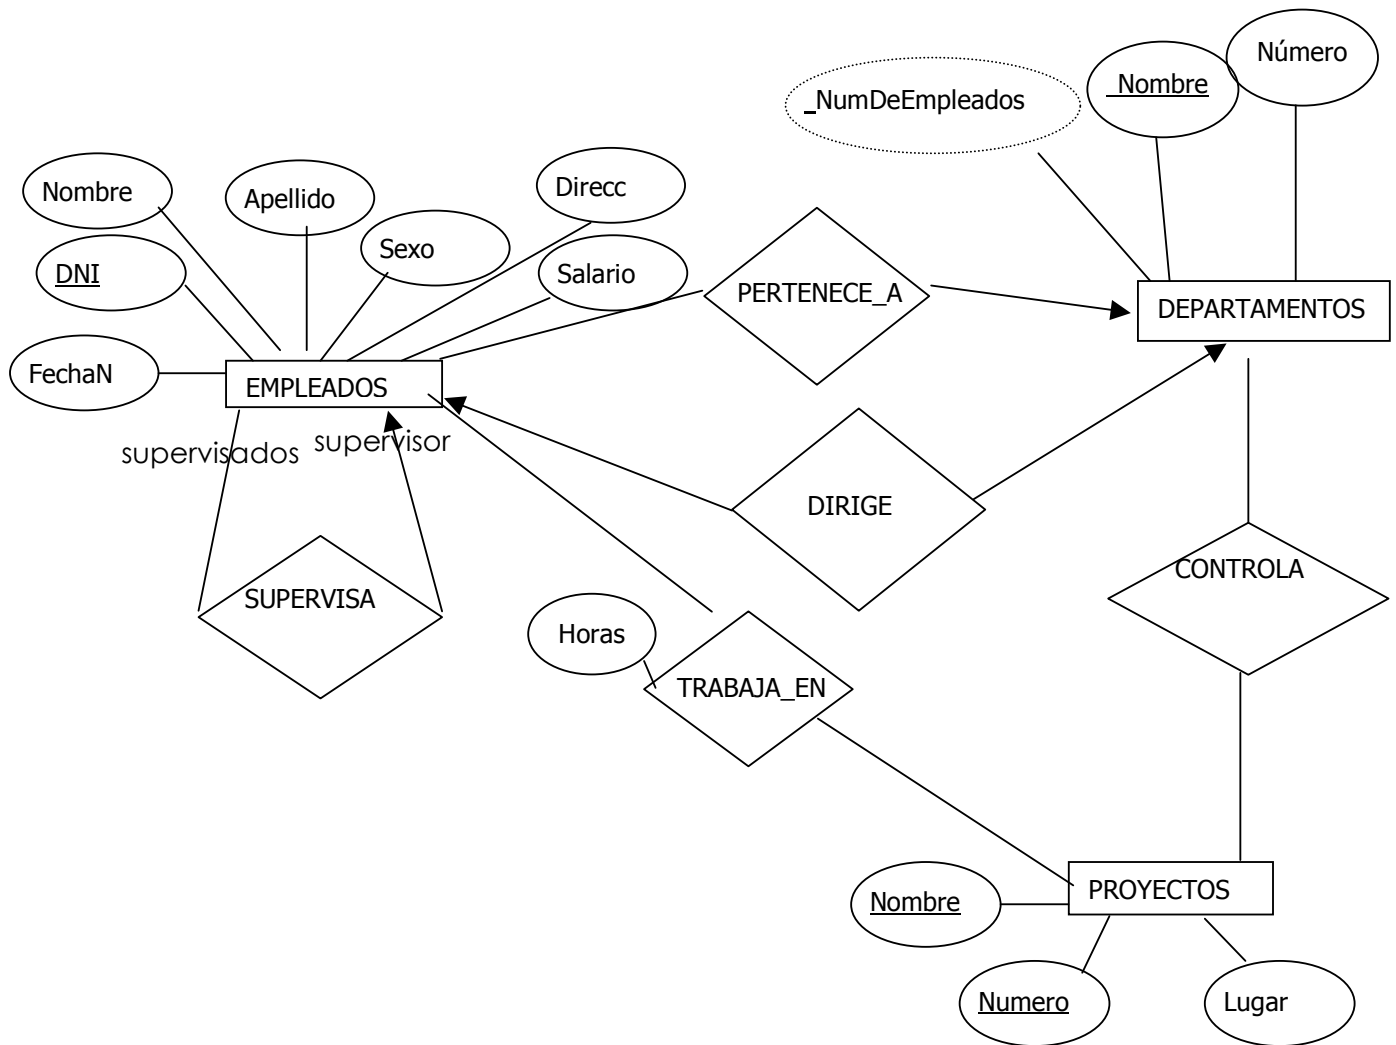 Número
_Nombre
_NumDeEmpleados
Nombre
Apellido
Direcc
Sexo
DNI
Salario
PERTENECE_A
DEPARTAMENTOS
FechaN
EMPLEADOS
supervisados
supervisor
DIRIGE
CONTROLA
SUPERVISA
Horas
TRABAJA_EN
PROYECTOS
Nombre
Numero
Lugar